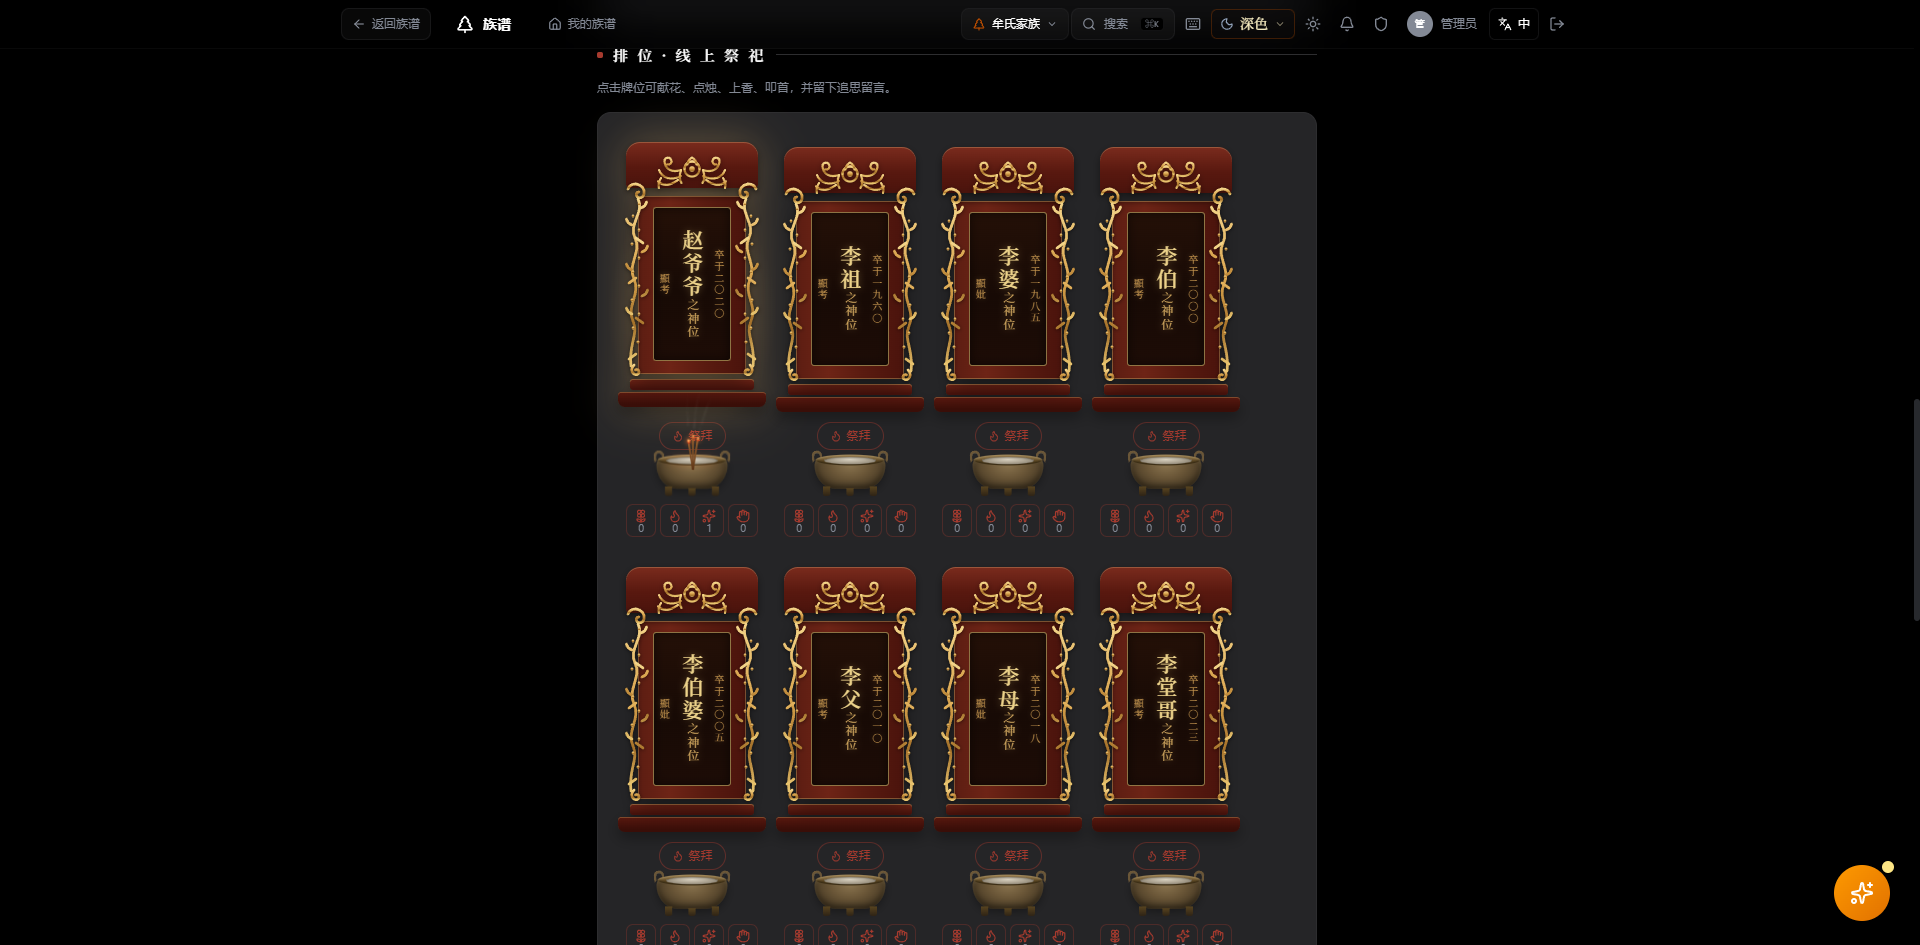 返回族谱
族谱
我的族谱
牟氏家族
搜索
⌘K
深色
管
管理员
中
排位·线上祭祀
点击牌位可献花、点烛、上香、叩首，并留下追思留言。
卒于二〇二〇
赵爷爷之神位
顯考
卒于一九六〇
李祖之神位
顯考
卒于一九八五
李婆之神位
顯妣
卒于二〇〇〇
李伯之神位
顯考
祭拜
祭拜
祭拜
祭拜
0 0 1 0
0 0 0 0
0 0 0 0
0 0 0 0
卒于二〇〇五
李伯婆之神位
顯妣
卒于二〇一〇
李父之神位
顯考
卒于二〇一八
李母之神位
顯妣
卒于二〇二三
李堂哥之神位
顯考
祭拜
祭拜
祭拜
祭拜